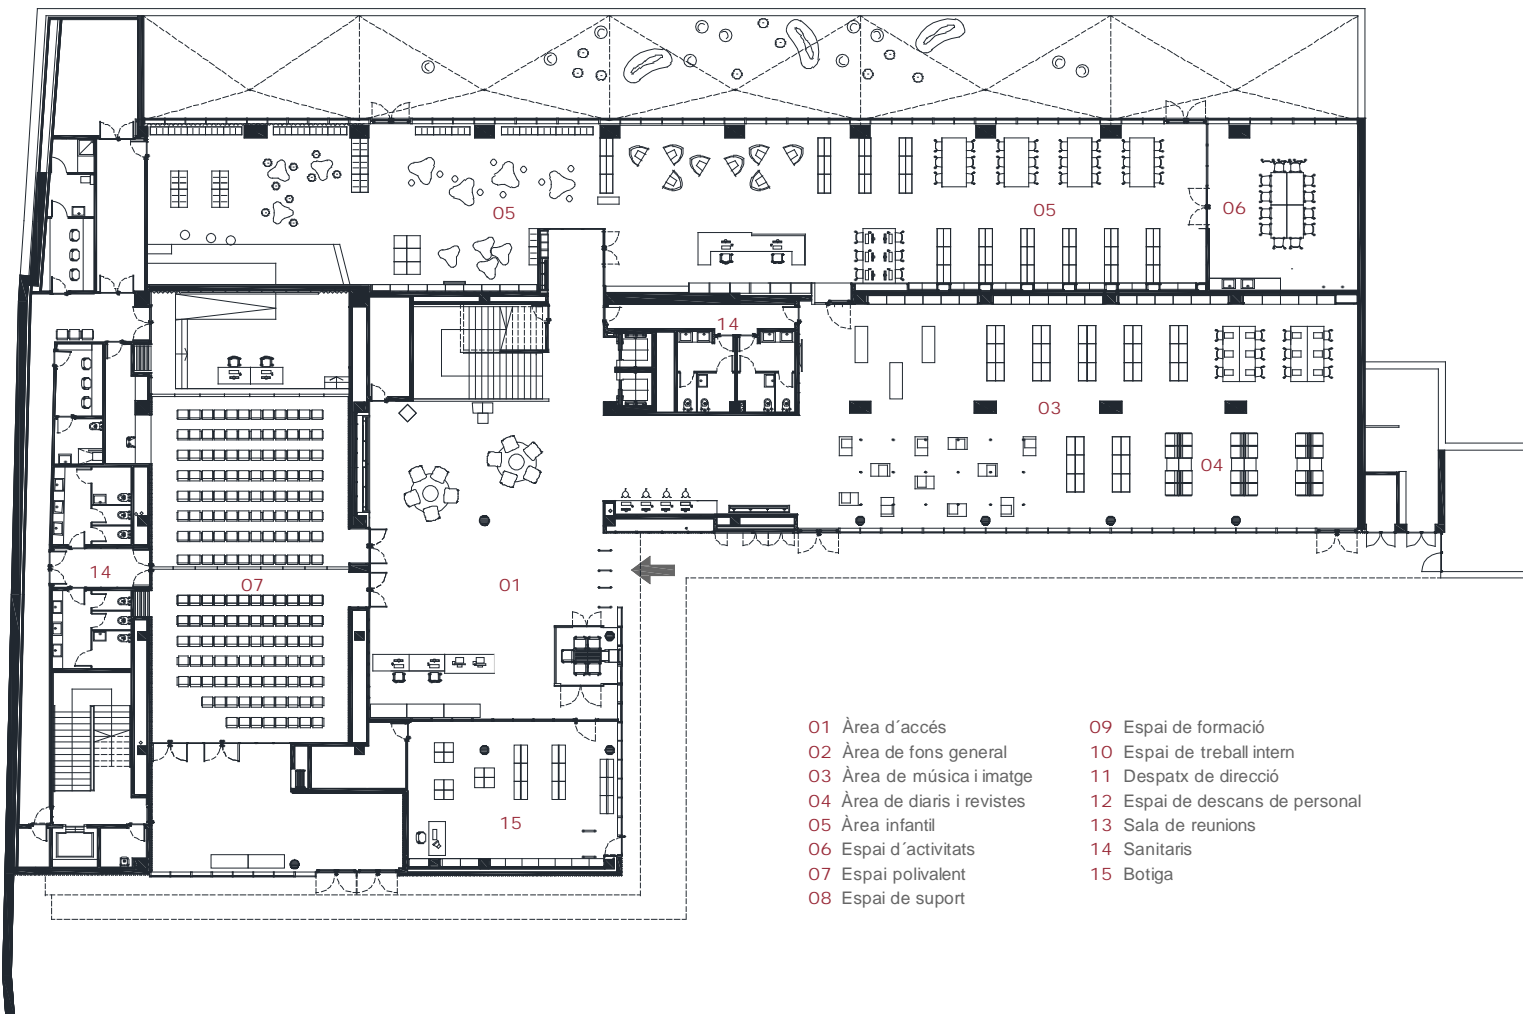 05
05
06
14
03
04
14
07
01
15
01 Àrea d´accés
02 Àrea de fons general
03 Àrea de música i imatge
04 Àrea de diaris i revistes
05 Àrea infantil
06 Espai d´activitats
07 Espai polivalent
08 Espai de suport
09 Espai de formació
10 Espai de treball intern
11 Despatx de direcció
12 Espai de descans de personal
13 Sala de reunions
14 Sanitaris
15 Botiga